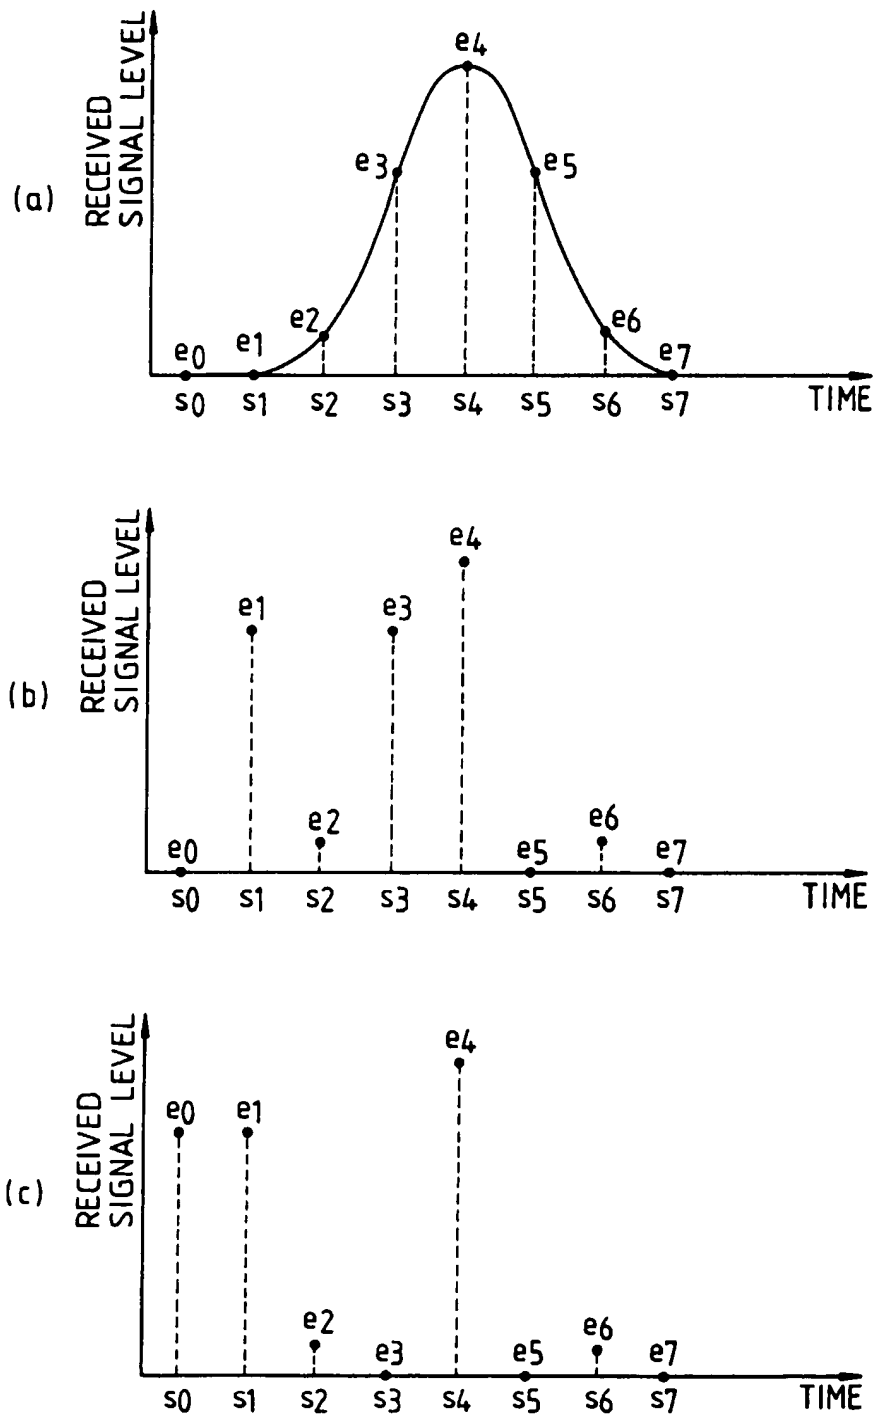 (a)
RECEIVED
SIGNAL LEVEL
e0 e1 e2 e3 e4 e5 e6 e7
s0 s1 s2 s3 s4 s5 s6 s7
TIME
(b)
RECEIVED
SIGNAL LEVEL
e0 e1 e2 e3 e4 e5 e6 e7
s0 s1 s2 s3 s4 s5 s6 s7
TIME
(c)
RECEIVED
SIGNAL LEVEL
e0 e1 e2 e3 e4 e5 e6 e7
s0 s1 s2 s3 s4 s5 s6 s7
TIME